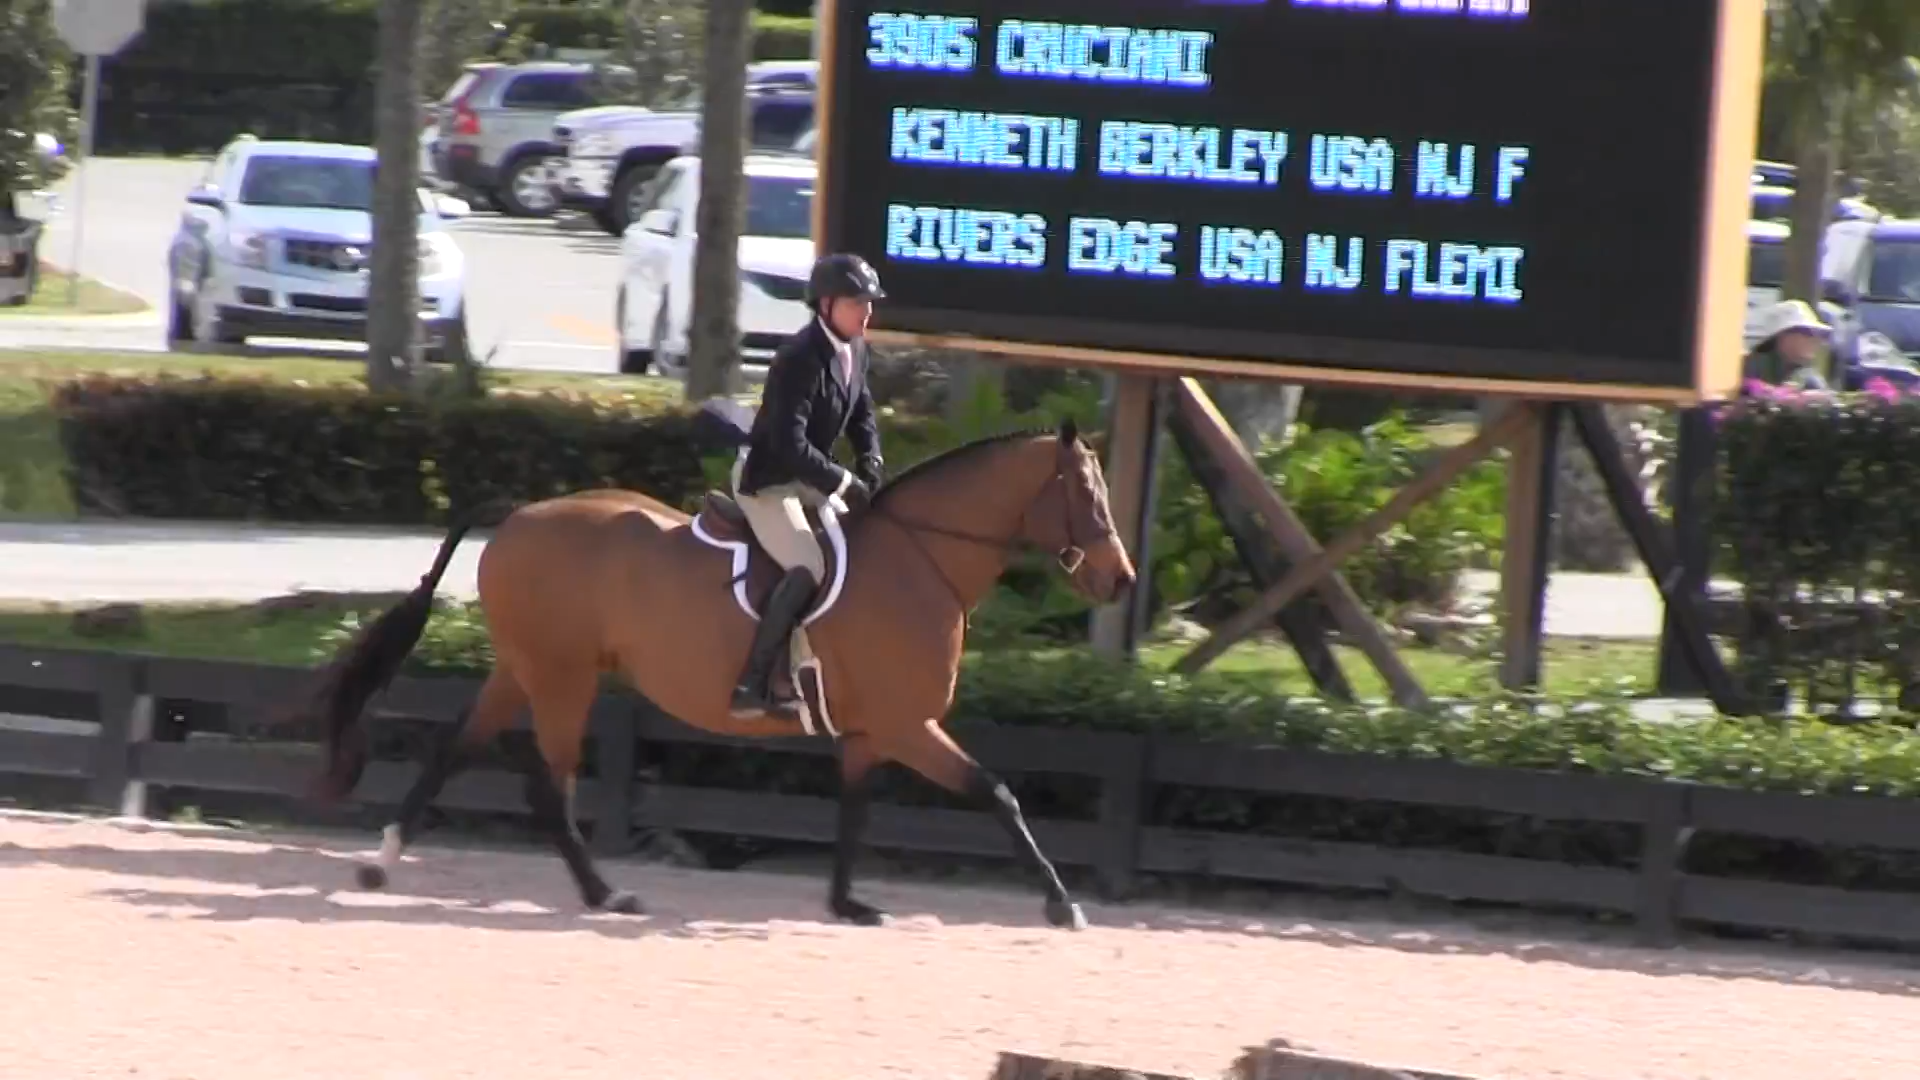 3905 CRUCIANI
KENNETH BERKLEY USA NJ F
RIVERS EDGE USA NJ FLEMI